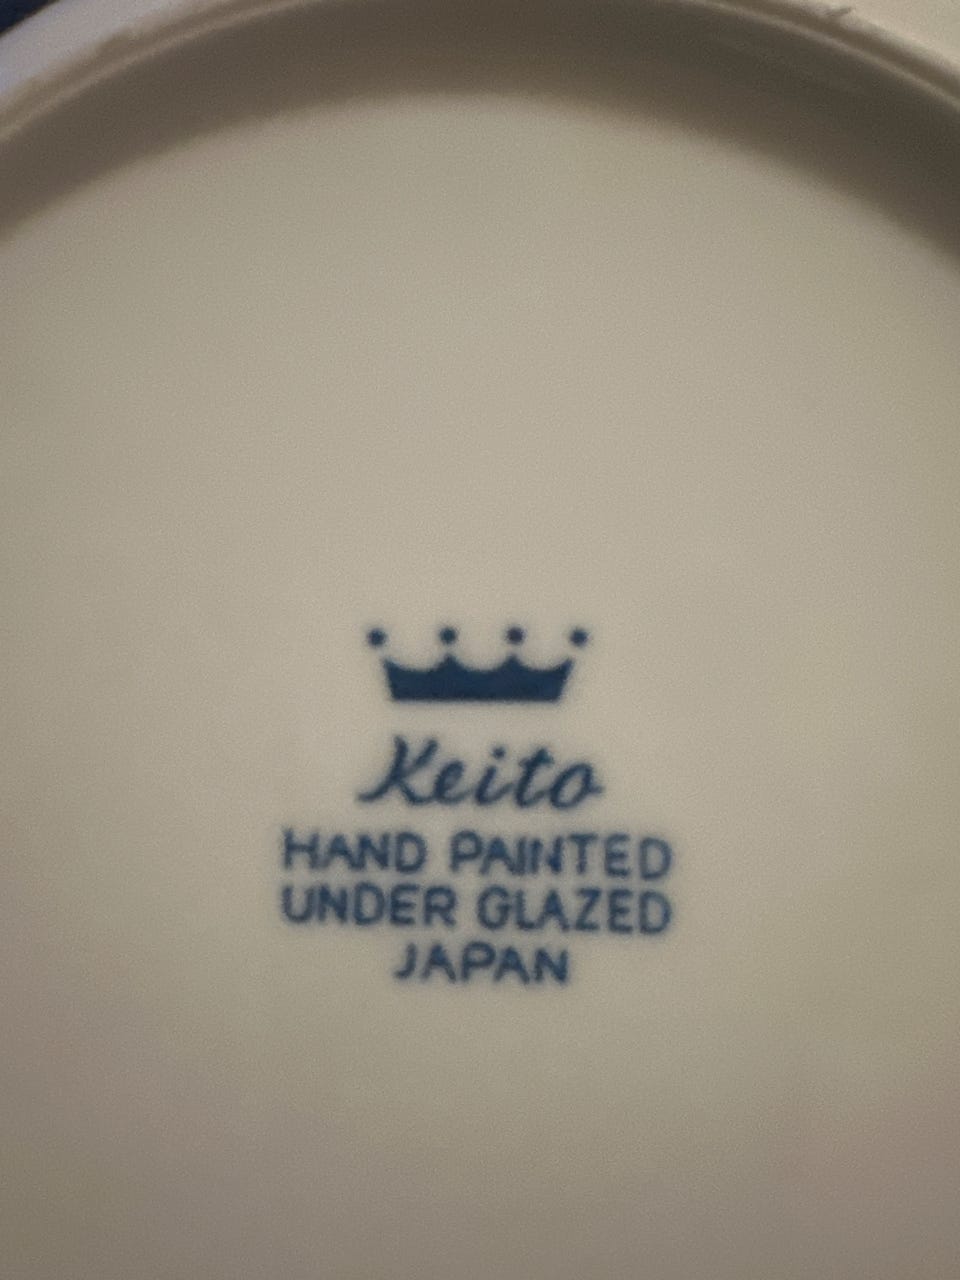 Keito
HAND PAINTED
UNDER GLAZED
JAPAN